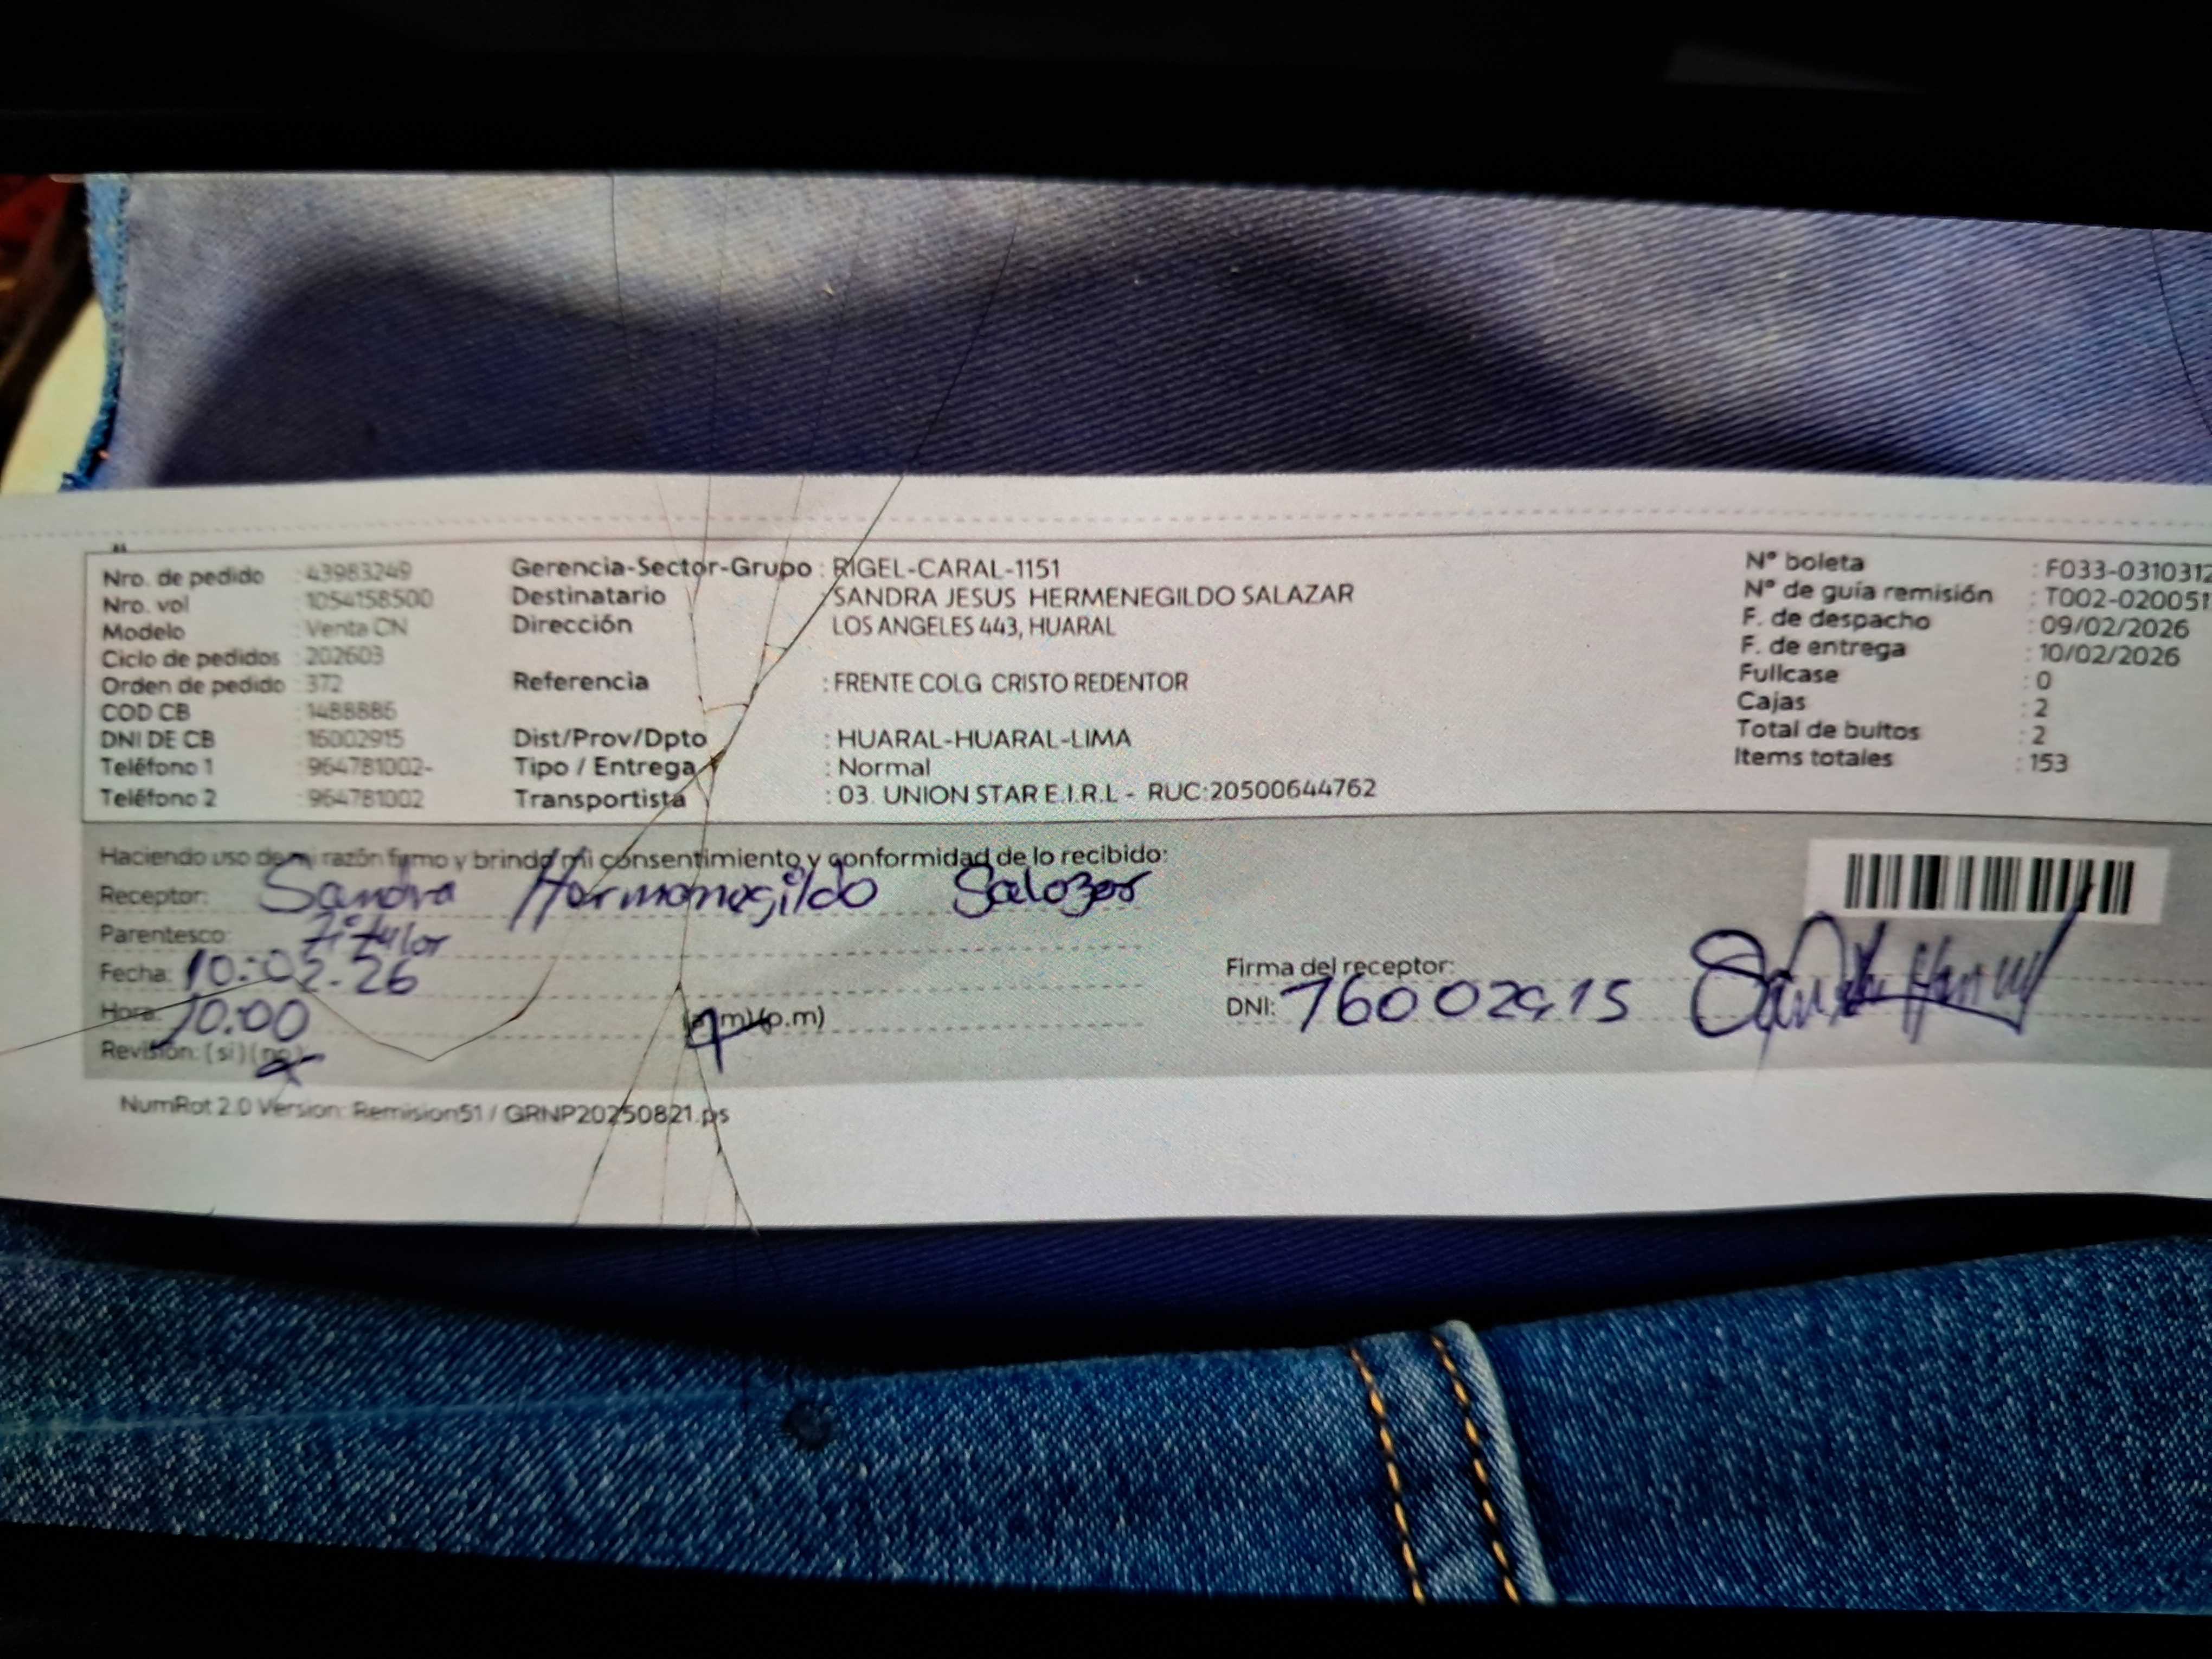 Nro. de pedido : 43983249
Nro. vol : 1054158500
Modelo : Venta CN
Ciclo de pedidos : 202603
Orden de pedido : 372
COD CB : 1488886
DNI DE CB : 16002915
Teléfono 1 : 964781002-
Teléfono 2 : 964781002
Gerencia-Sector-Grupo : RIGEL-CARAL-1151
Destinatario : SANDRA JESUS HERMENEGILDO SALAZAR
Dirección LOS ANGELES 443, HUARAL
Referencia : FRENTE COLG CRISTO REDENTOR
Dist/Prov/Dpto : HUARAL-HUARAL-LIMA
Tipo / Entrega : Normal
Transportista : 03. UNION STAR E.I.R.L - RUC:20500644762
N° boleta : F033-0310312
N° de guía remisión : T002-020051
F. de despacho : 09/02/2026
F. de entrega : 10/02/2026
Fullcase : 0
Cajas : 2
Total de bultos : 2
Items totales : 153
Haciendo uso de mi razón firmo y brindo mi consentimiento y conformidad de lo recibido:
Receptor: Sandra Hermenegildo Salazar
Parentesco: Titular
Fecha: 10-02-26
Hora: 10:00 (a.m)(p.m)
Revisión: (si)(no)
Firma del receptor:
DNI: 16002915
NumRot 2.0 Version: Remision51 / GRNP20250821.ps